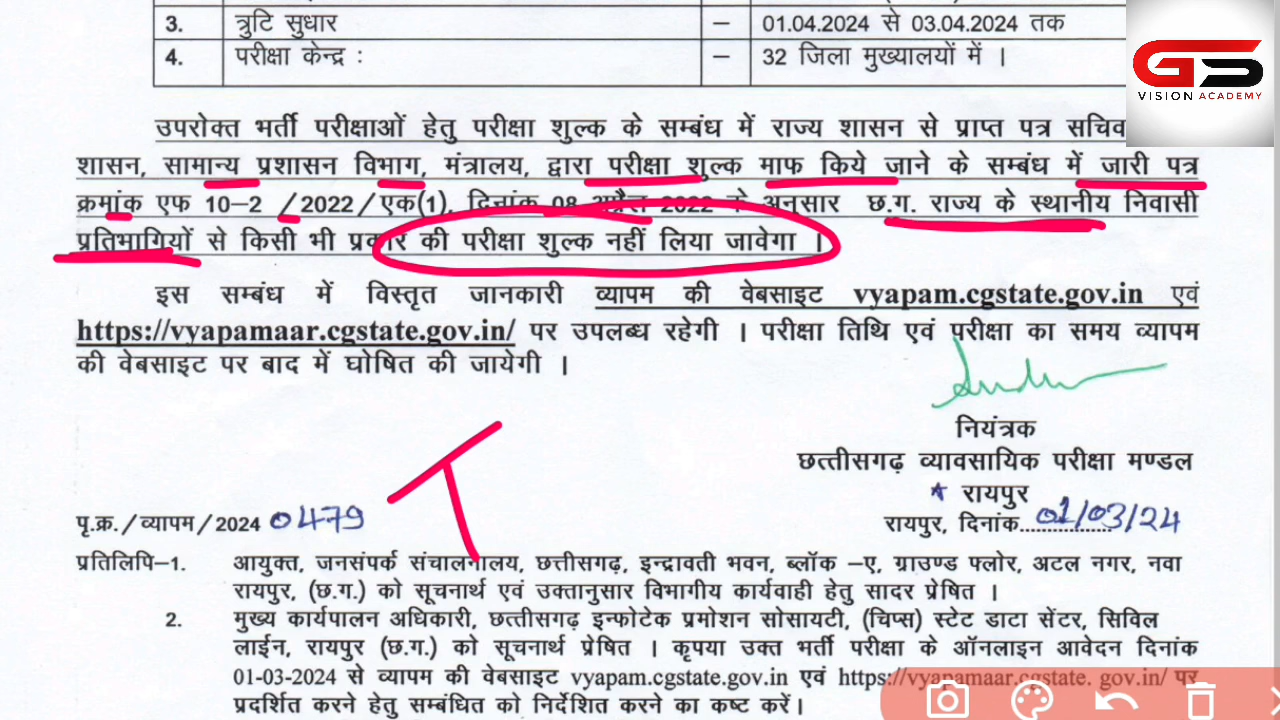 3. त्रुटि सुधार – 01.04.2024 से 03.04.2024 तक
4. परीक्षा केन्द्र : – 32 जिला मुख्यालयों में ।
GS
VISION ACADEMY
उपरोक्त भर्ती परीक्षाओं हेतु परीक्षा शुल्क के सम्बंध में राज्य शासन से प्राप्त पत्र सचिव
शासन, सामान्य प्रशासन विभाग, मंत्रालय, द्वारा परीक्षा शुल्क माफ किये जाने के सम्बंध में जारी पत्र
क्रमांक एफ 10–2 /2022/एक(1), दिनांक 08 अप्रैल 2022 के अनुसार छ.ग. राज्य के स्थानीय निवासी
प्रतिभागियों से किसी भी प्रकार की परीक्षा शुल्क नहीं लिया जावेगा ।
इस सम्बंध में विस्तृत जानकारी व्यापम की वेबसाइट vyapam.cgstate.gov.in एवं
https://vyapamaar.cgstate.gov.in/ पर उपलब्ध रहेगी । परीक्षा तिथि एवं परीक्षा का समय व्यापम
की वेबसाइट पर बाद में घोषित की जायेगी ।
नियंत्रक
छत्तीसगढ़ व्यावसायिक परीक्षा मण्डल
रायपुर
पृ.क्र./व्यापम/2024 0479 रायपुर, दिनांक 01/03/24
प्रतिलिपि–1. आयुक्त, जनसंपर्क संचालनालय, छत्तीसगढ़, इन्द्रावती भवन, ब्लॉक –ए, ग्राउण्ड फ्लोर, अटल नगर, नवा
रायपुर, (छ.ग.) को सूचनार्थ एवं उक्तानुसार विभागीय कार्यवाही हेतु सादर प्रेषित ।
2. मुख्य कार्यपालन अधिकारी, छत्तीसगढ़ इन्फोटेक प्रमोशन सोसायटी, (चिप्स) स्टेट डाटा सेंटर, सिविल
लाईन, रायपुर (छ.ग.) को सूचनार्थ प्रेषित । कृपया उक्त भर्ती परीक्षा के ऑनलाइन आवेदन दिनांक
01-03-2024 से व्यापम की वेबसाइट vyapam.cgstate.gov.in एवं https://vyapamaar.cgstate. gov.in/ पर
प्रदर्शित करने हेतु सम्बधित को निर्देशित करने का कष्ट करें।